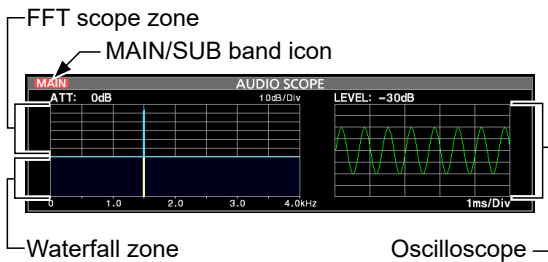 FFT scope zone
MAIN/SUB band icon
MAIN
AUDIO SCOPE
ATT: 0dB
10dB/Div
LEVEL: −30dB
0 1.0 2.0 3.0 4.0kHz
1ms/Div
Waterfall zone
Oscilloscope